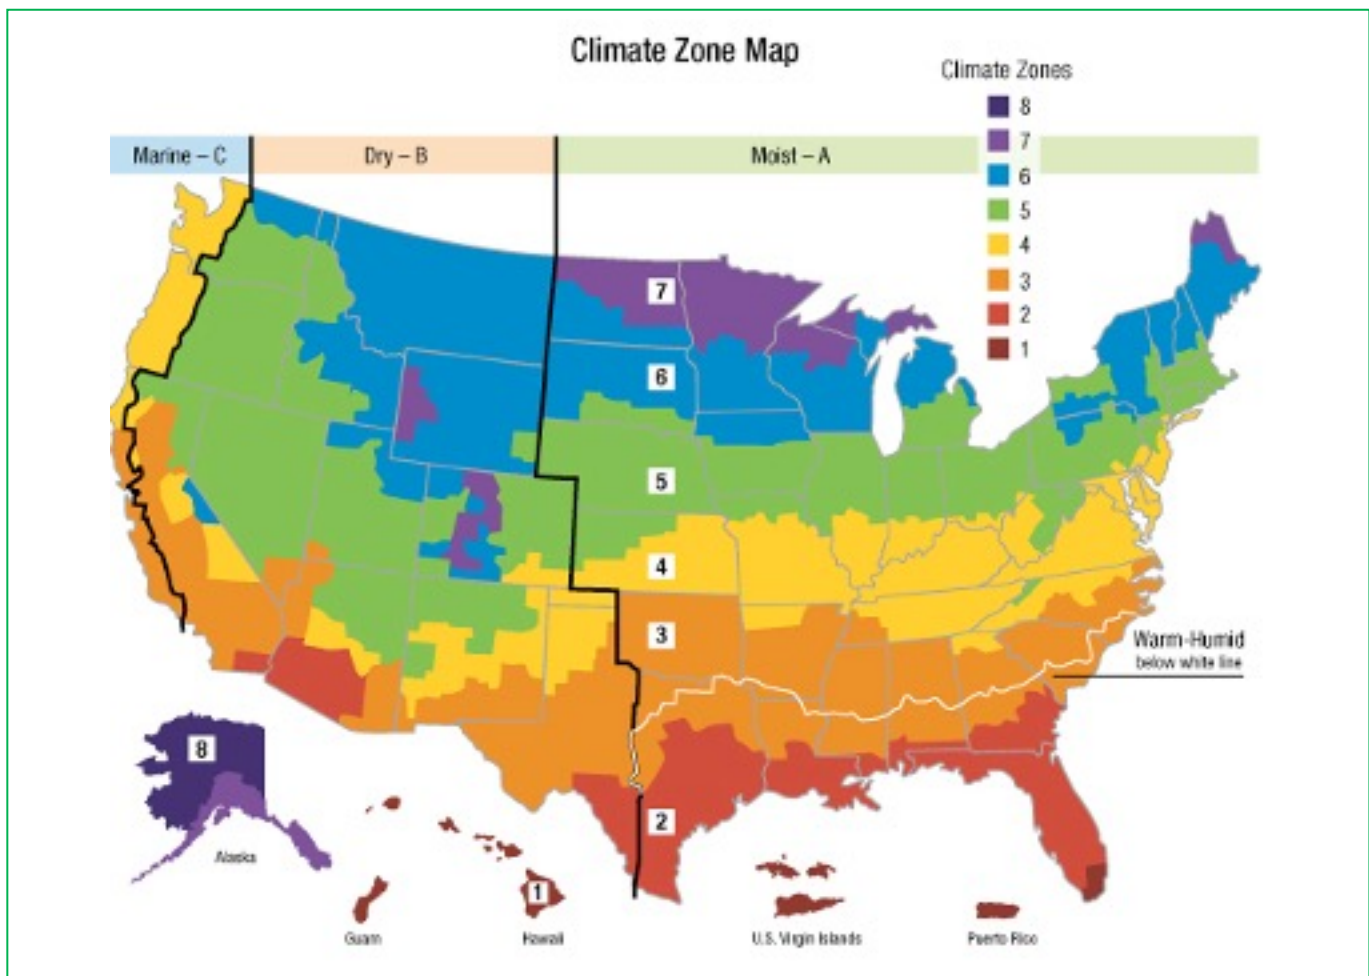 Climate Zone Map
Climate Zones
8
7
6
5
4
3
2
1
Marine – C
Dry – B
Moist – A
7
6
5
4
3
2
Warm-Humid
below white line
8
Alaska
1
Guam
Hawaii
U.S. Virgin Islands
Puerto Rico